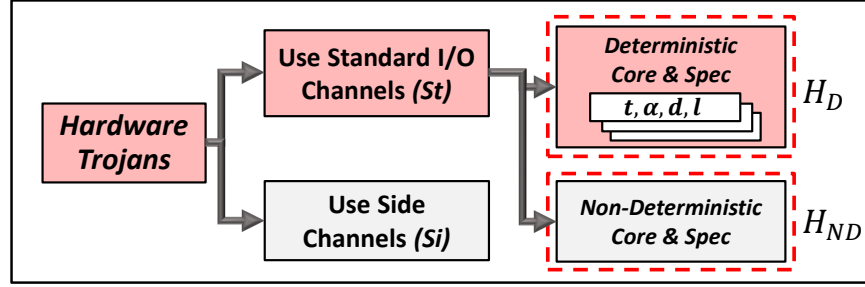 Hardware
Trojans
Use Standard I/O
Channels (St)
Use Side
Channels (Si)
Deterministic
Core & Spec
t, α, d, l
H_D
Non-Deterministic
Core & Spec
H_ND